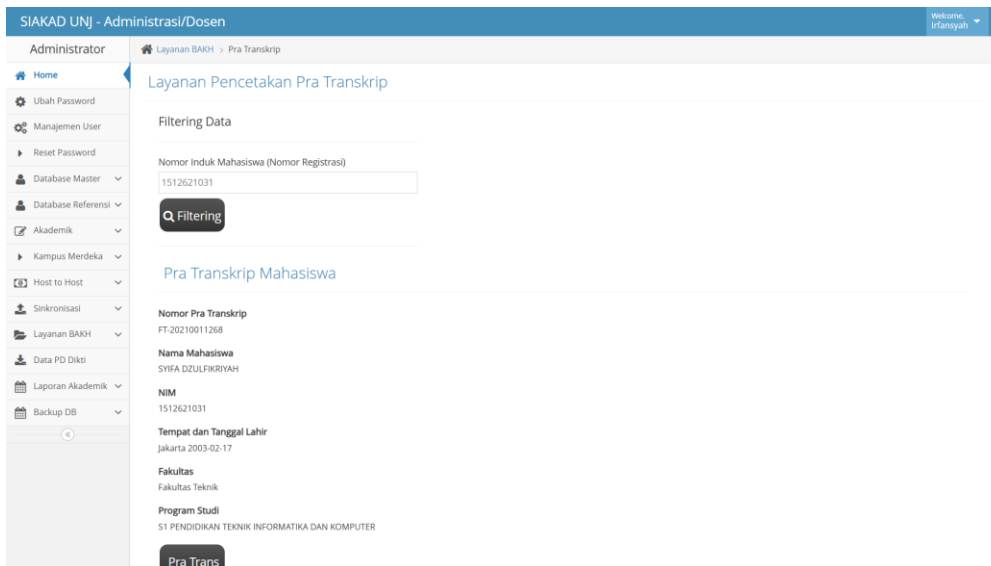 SIAKAD UNJ - Administrasi/Dosen
Welcome,
Irfansyah
Administrator
Home
Ubah Password
Manajemen User
Reset Password
Database Master
Database Referensi
Akademik
Kampus Merdeka
Host to Host
Sinkronisasi
Layanan BAKH
Data PD Dikti
Laporan Akademik
Backup DB
Layanan BAKH > Pra Transkrip
Layanan Pencetakan Pra Transkrip
Filtering Data
Nomor Induk Mahasiswa (Nomor Registrasi)
1512621031
Filtering
Pra Transkrip Mahasiswa
Nomor Pra Transkrip
FT-20210011268
Nama Mahasiswa
SYIFA DZULFIKRIYAH
NIM
1512621031
Tempat dan Tanggal Lahir
Jakarta 2003-02-17
Fakultas
Fakultas Teknik
Program Studi
S1 PENDIDIKAN TEKNIK INFORMATIKA DAN KOMPUTER
Pra Trans